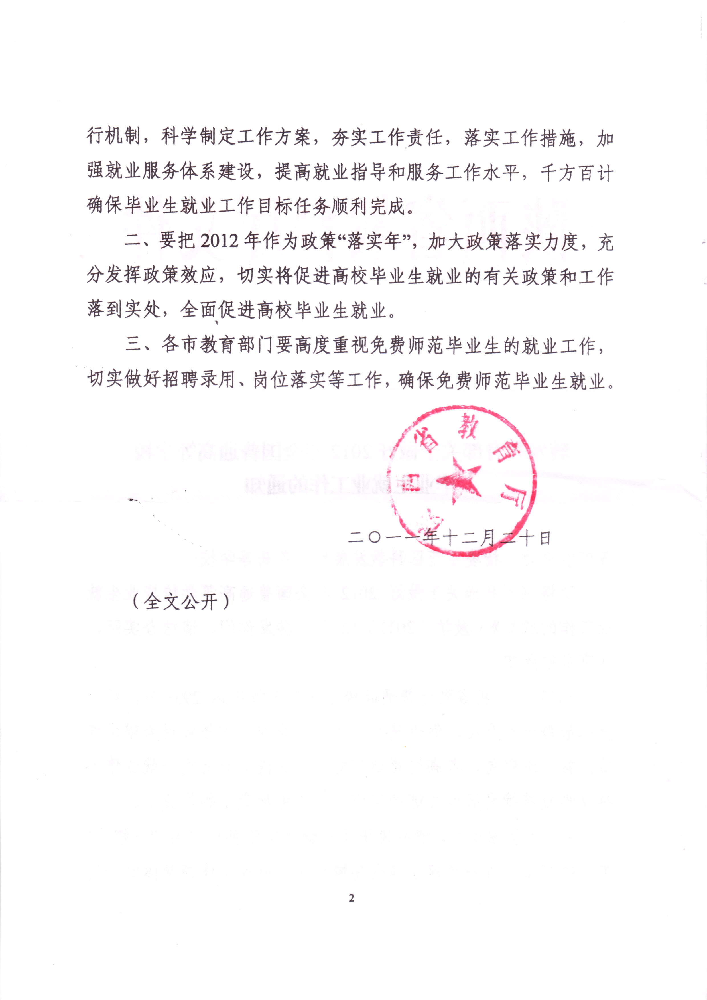 行机制，科学制定工作方案，夯实工作责任，落实工作措施，加
强就业服务体系建设，提高就业指导和服务工作水平，千方百计
确保毕业生就业工作目标任务顺利完成。
二、要把 2012 年作为政策“落实年”，加大政策落实力度，充
分发挥政策效应，切实将促进高校毕业生就业的有关政策和工作
落到实处，全面促进高校毕业生就业。
三、各市教育部门要高度重视免费师范毕业生的就业工作，
切实做好招聘录用、岗位落实等工作，确保免费师范毕业生就业。
省教育厅
二〇一一年十二月二十日
（全文公开）
2